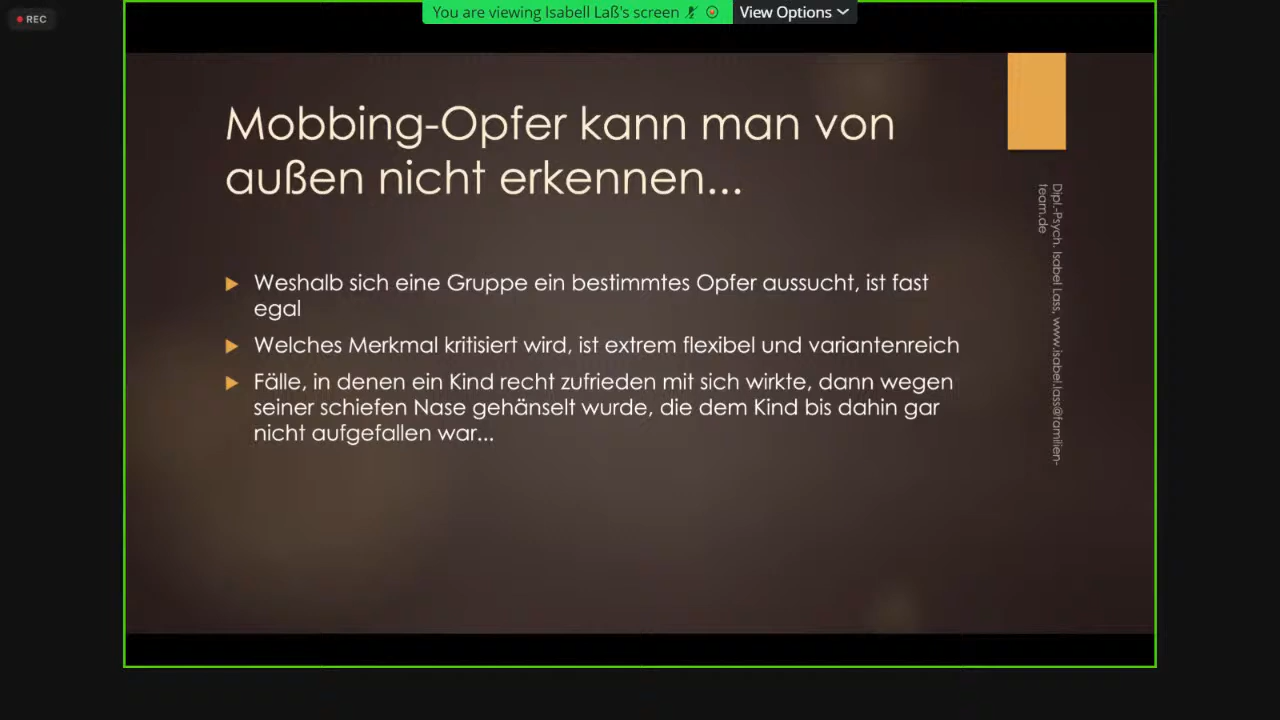 REC
You are viewing Isabell Laß's screen
View Options
Mobbing-Opfer kann man von
außen nicht erkennen...
Weshalb sich eine Gruppe ein bestimmtes Opfer aussucht, ist fast
egal
Welches Merkmal kritisiert wird, ist extrem flexibel und variantenreich
Fälle, in denen ein Kind recht zufrieden mit sich wirkte, dann wegen
seiner schiefen Nase gehänselt wurde, die dem Kind bis dahin gar
nicht aufgefallen war...
Dipl.-Psych. Isabel Lass, www.isabel.lass@familien-
team.de